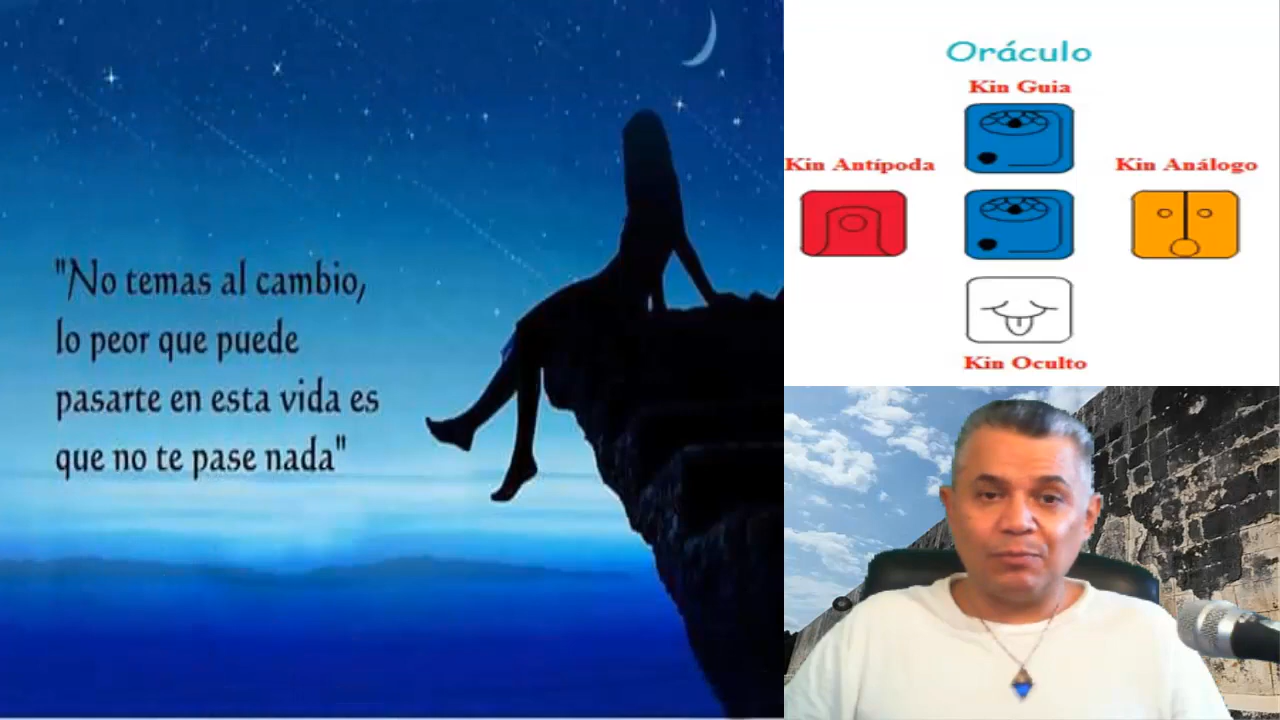 "No temas al cambio,
lo peor que puede
pasarte en esta vida es
que no te pase nada"
Oráculo
Kin Guia
Kin Antípoda
Kin Análogo
Kin Oculto